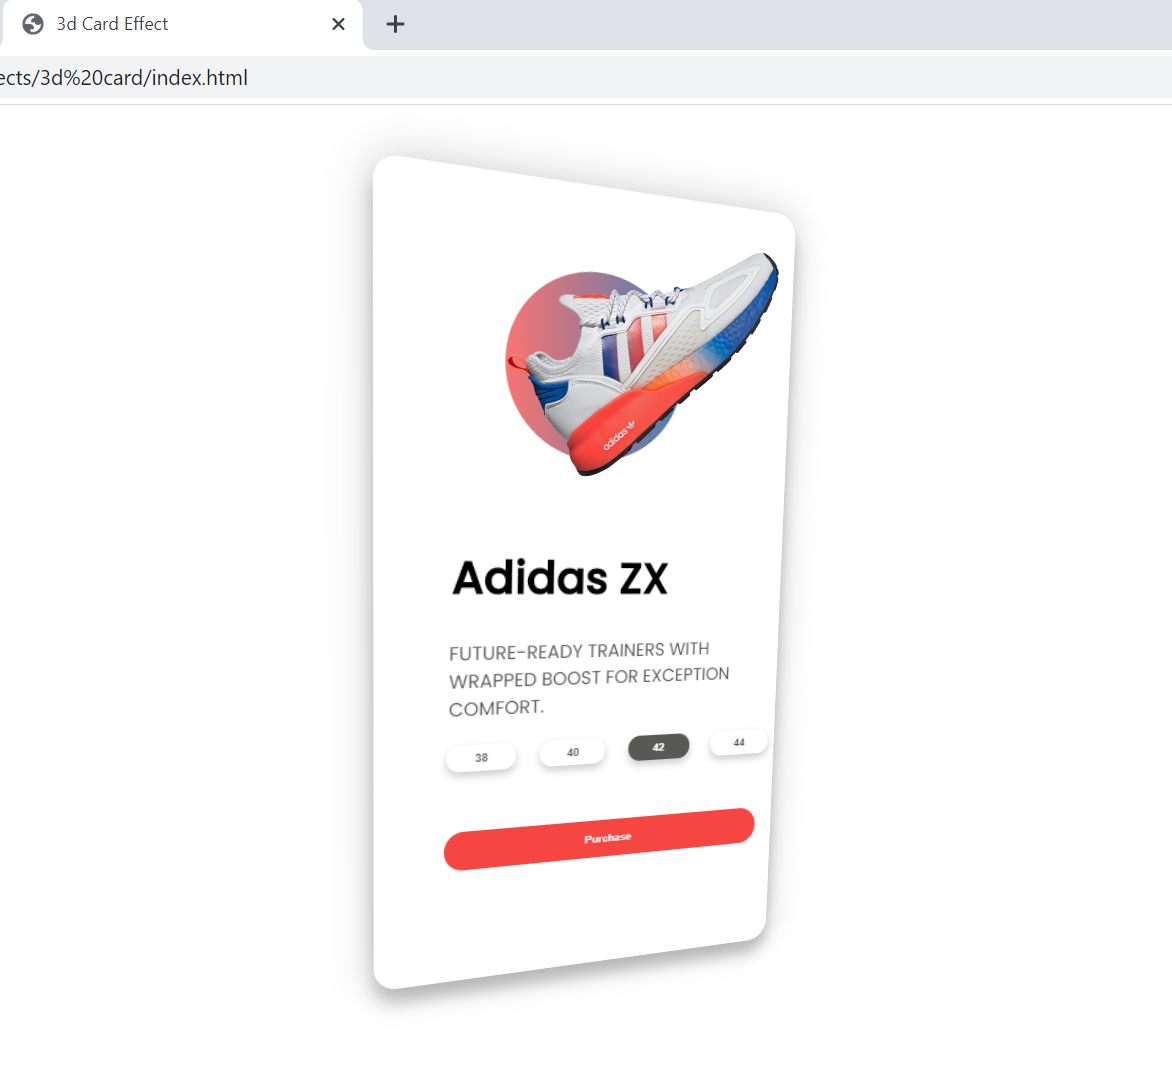 3d Card Effect
ects/3d%20card/index.html
adidas
Adidas ZX
FUTURE-READY TRAINERS WITH
WRAPPED BOOST FOR EXCEPTION
COMFORT.
38 40 42 44
Purchase